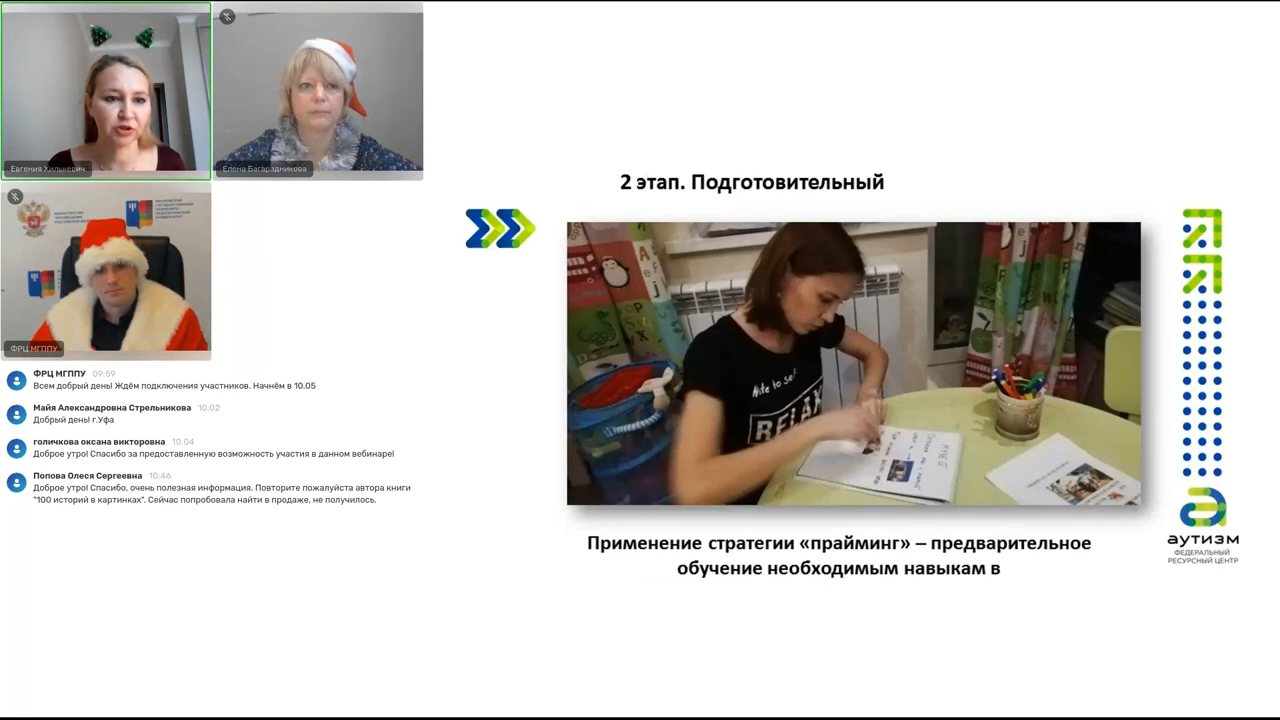 Евгения Хилькевич
Елена Багарадникова
ФРЦ МГППУ
ФРЦ МГППУ 09:59
Всем добрый день! Ждём подключения участников. Начнём в 10.05
Майя Александровна Стрельникова 10:02
Добрый день! г.Уфа
голичкова оксана викторовна 10:04
Доброе утро! Спасибо за предоставленную возможность участия в данном вебинаре!
Попова Олеся Сергеевна 10:46
Доброе утро! Спасибо, очень полезная информация. Повторите пожалуйста автора книги
"100 историй в картинках". Сейчас попробовала найти в продаже, не получилось.
2 этап. Подготовительный
Note to self
RELAX
Применение стратегии «прайминг» – предварительное
обучение необходимым навыкам в
аутизм
ФЕДЕРАЛЬНЫЙ
РЕСУРСНЫЙ ЦЕНТР